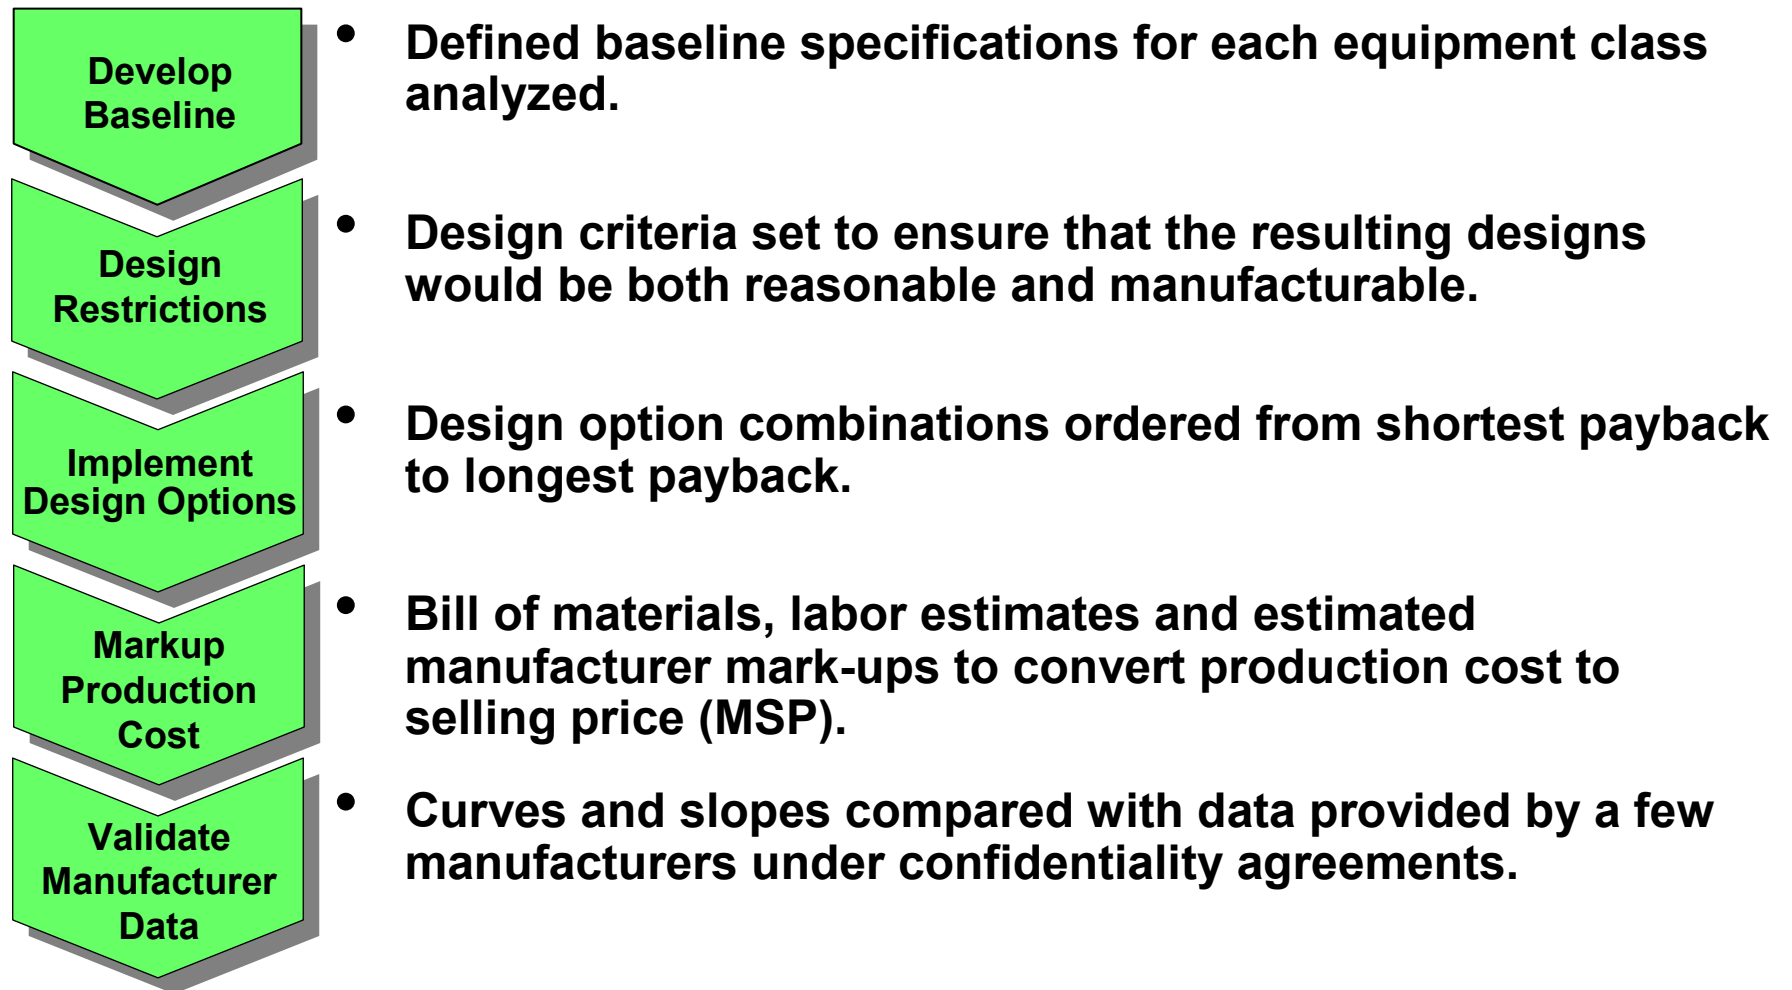 Develop
Baseline
• Defined baseline specifications for each equipment class
analyzed.
Design
Restrictions
• Design criteria set to ensure that the resulting designs
would be both reasonable and manufacturable.
Implement
Design Options
• Design option combinations ordered from shortest payback
to longest payback.
Markup
Production
Cost
• Bill of materials, labor estimates and estimated
manufacturer mark-ups to convert production cost to
selling price (MSP).
Validate
Manufacturer
Data
• Curves and slopes compared with data provided by a few
manufacturers under confidentiality agreements.